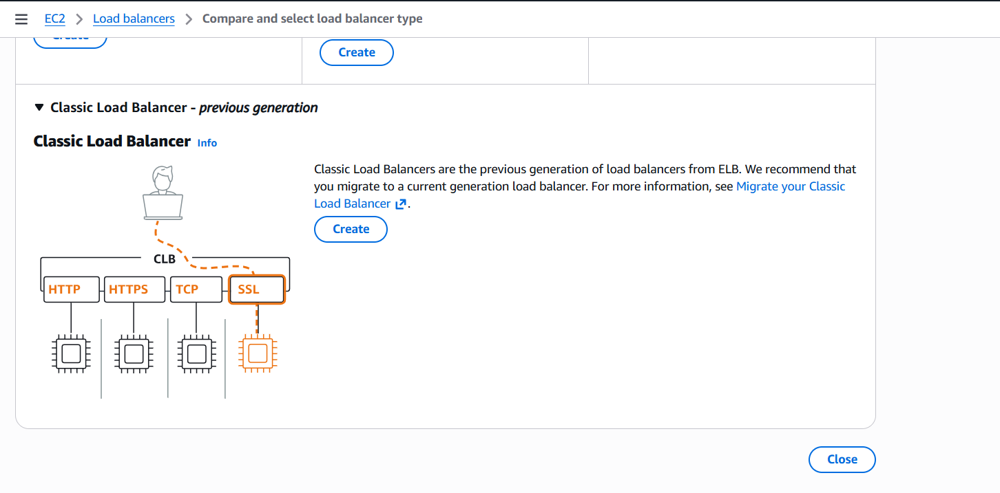 EC2 > Load balancers > Compare and select load balancer type
Create
Create
Classic Load Balancer - previous generation
Classic Load Balancer Info
Classic Load Balancers are the previous generation of load balancers from ELB. We recommend that
you migrate to a current generation load balancer. For more information, see Migrate your Classic
Load Balancer .
Create
CLB
HTTP HTTPS TCP SSL
Close